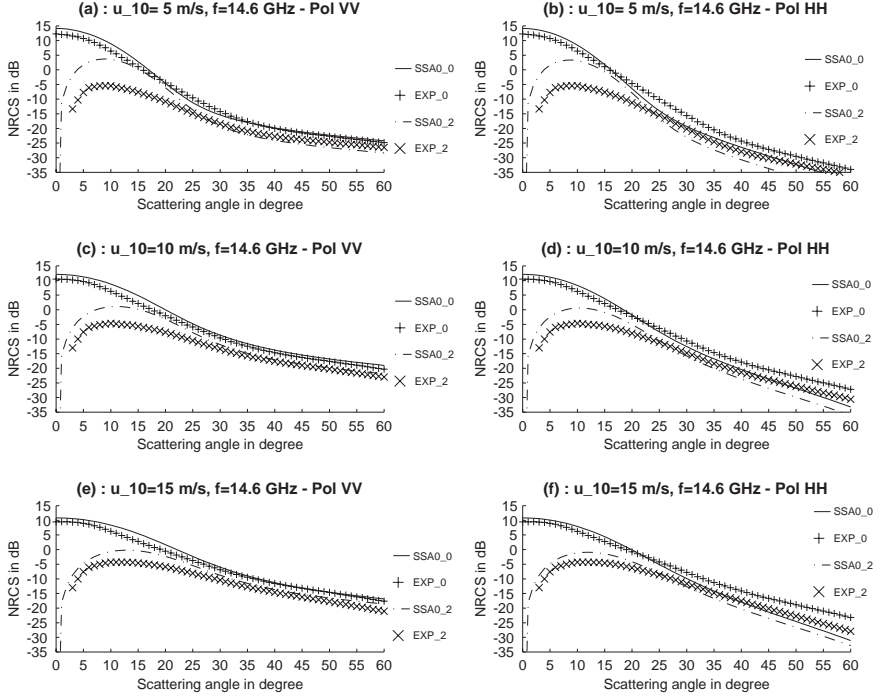 (a) : u_10= 5 m/s, f=14.6 GHz - Pol VV
NRCS in dB
15
10
5
0
-5
-10
-15
-20
-25
-30
-35
0 5 10 15 20 25 30 35 40 45 50 55 60
Scattering angle in degree
SSA0_0
EXP_0
SSA0_2
EXP_2
(b) : u_10= 5 m/s, f=14.6 GHz - Pol HH
NRCS in dB
15
10
5
0
-5
-10
-15
-20
-25
-30
-35
0 5 10 15 20 25 30 35 40 45 50 55 60
Scattering angle in degree
SSA0_0
EXP_0
SSA0_2
EXP_2
(c) : u_10=10 m/s, f=14.6 GHz - Pol VV
NRCS in dB
15
10
5
0
-5
-10
-15
-20
-25
-30
-35
0 5 10 15 20 25 30 35 40 45 50 55 60
Scattering angle in degree
SSA0_0
EXP_0
SSA0_2
EXP_2
(d) : u_10=10 m/s, f=14.6 GHz - Pol HH
NRCS in dB
15
10
5
0
-5
-10
-15
-20
-25
-30
-35
0 5 10 15 20 25 30 35 40 45 50 55 60
Scattering angle in degree
SSA0_0
EXP_0
SSA0_2
EXP_2
(e) : u_10=15 m/s, f=14.6 GHz - Pol VV
NRCS in dB
15
10
5
0
-5
-10
-15
-20
-25
-30
-35
0 5 10 15 20 25 30 35 40 45 50 55 60
Scattering angle in degree
SSA0_0
EXP_0
SSA0_2
EXP_2
(f) : u_10=15 m/s, f=14.6 GHz - Pol HH
NRCS in dB
15
10
5
0
-5
-10
-15
-20
-25
-30
-35
0 5 10 15 20 25 30 35 40 45 50 55 60
Scattering angle in degree
SSA0_0
EXP_0
SSA0_2
EXP_2